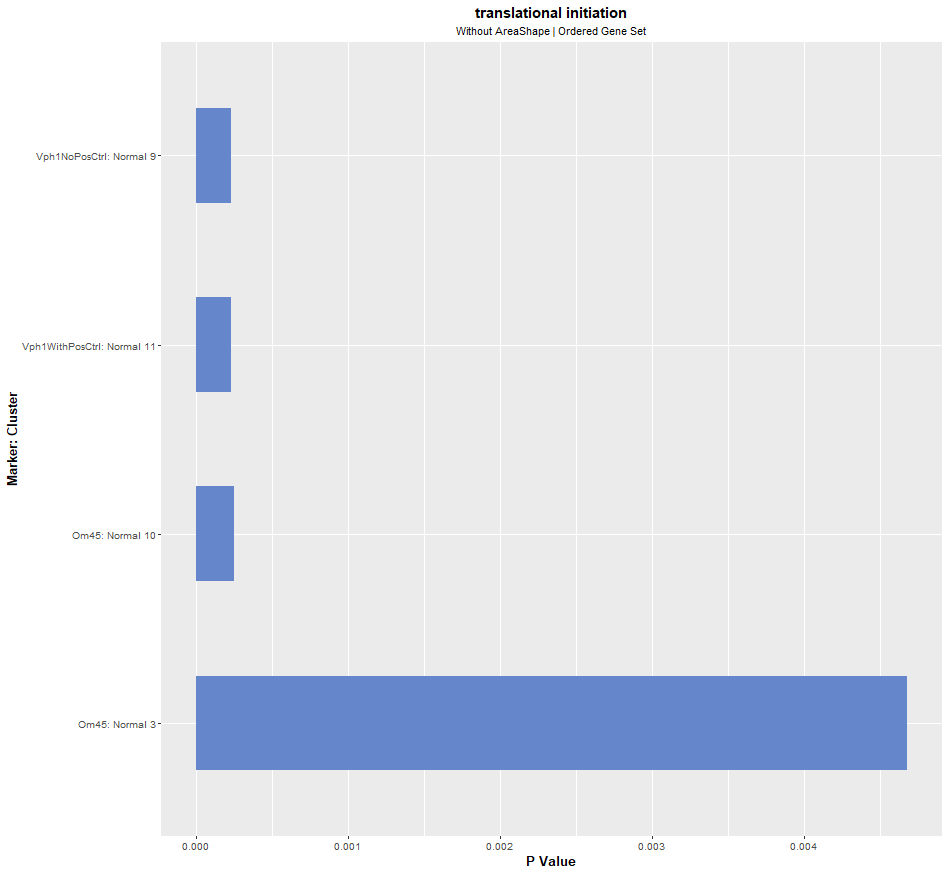 translational initiation
Without AreaShape | Ordered Gene Set
Marker: Cluster
Vph1NoPosCtrl: Normal 9
Vph1WithPosCtrl: Normal 11
Om45: Normal 10
Om45: Normal 3
0.000 0.001 0.002 0.003 0.004
P Value